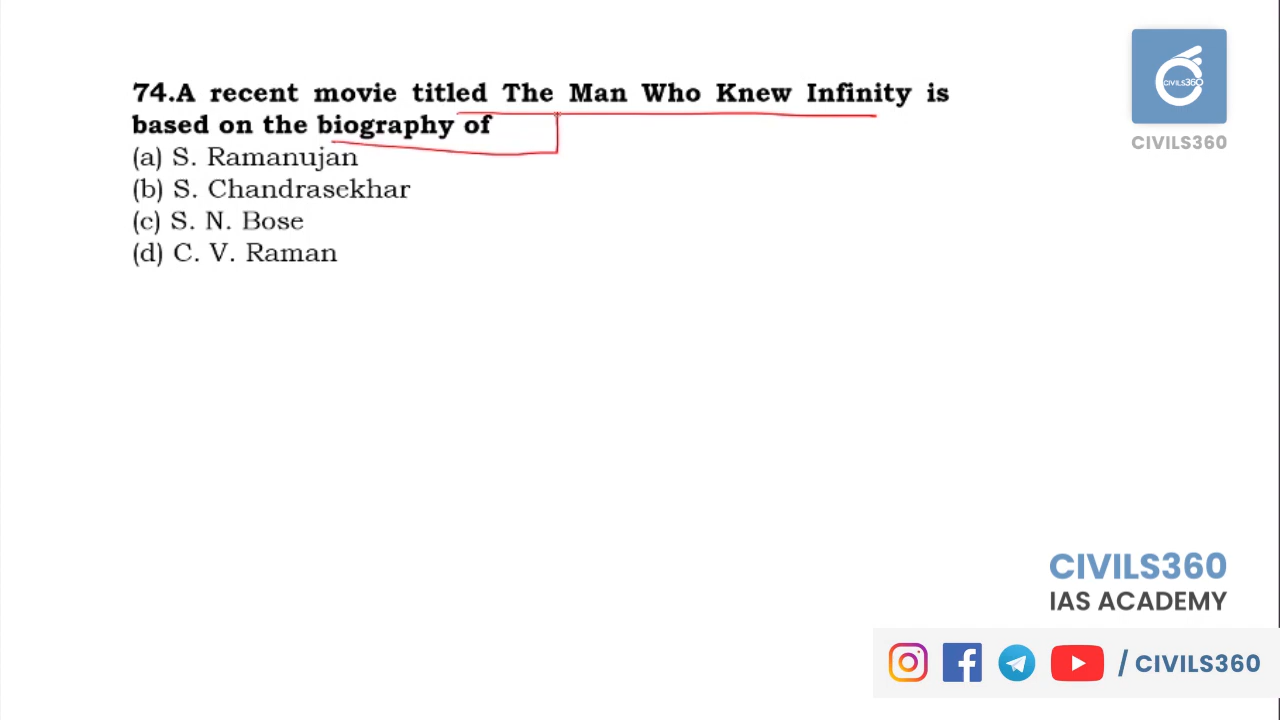 74.A recent movie titled The Man Who Knew Infinity is
based on the biography of
(a) S. Ramanujan
(b) S. Chandrasekhar
(c) S. N. Bose
(d) C. V. Raman
CIVILS360
CIVILS360
CIVILS360
IAS ACADEMY
/ CIVILS360